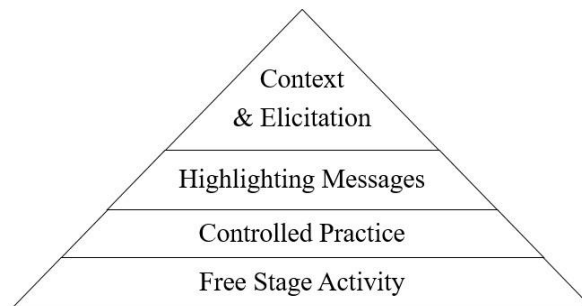 Context
& Elicitation
Highlighting Messages
Controlled Practice
Free Stage Activity